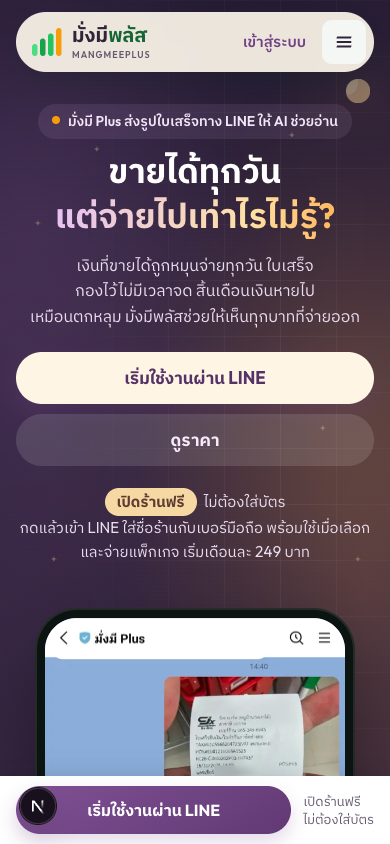 มั่งมีพลัส
MANGMEEPLUS
เข้าสู่ระบบ
มั่งมี Plus ส่งรูปใบเสร็จทาง LINE ให้ AI ช่วยอ่าน
ขายได้ทุกวัน
แต่จ่ายไปเท่าไรไม่รู้?
เงินที่ขายได้ถูกหมุนจ่ายทุกวัน ใบเสร็จ
กองไว้ไม่มีเวลาจด สิ้นเดือนเงินหายไป
เหมือนตกหลุม มั่งมีพลัสช่วยให้เห็นทุกบาทที่จ่ายออก
เริ่มใช้งานผ่าน LINE
ดูราคา
เปิดร้านฟรี ไม่ต้องใส่บัตร
กดแล้วเข้า LINE ใส่ชื่อร้านกับเบอร์มือถือ พร้อมใช้เมื่อเลือก
และจ่ายแพ็กเกจ เริ่มเดือนละ 249 บาท
มั่งมี Plus
14:40
N
เริ่มใช้งานผ่าน LINE
เปิดร้านฟรี
ไม่ต้องใส่บัตร